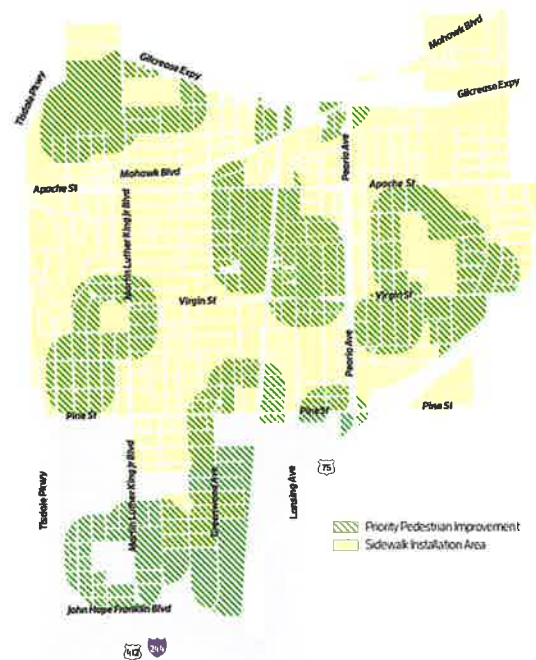 Mohawk Blvd
Gilcrease Expy
Gilcrease Expy
Tisdale Pkwy
Peoria Ave
Mohawk Blvd
Apache St
Apache St
Martin Luther King Jr Blvd
Virgin St
Virgin St
Peoria Ave
Pine St
Pine St
Pine St
Martin Luther King Jr Blvd
Greenwood Ave
Lansing Ave
Tisdale Pkwy
75
Priority Pedestrian Improvement
Sidewalk Installation Area
John Hope Franklin Blvd
412
244